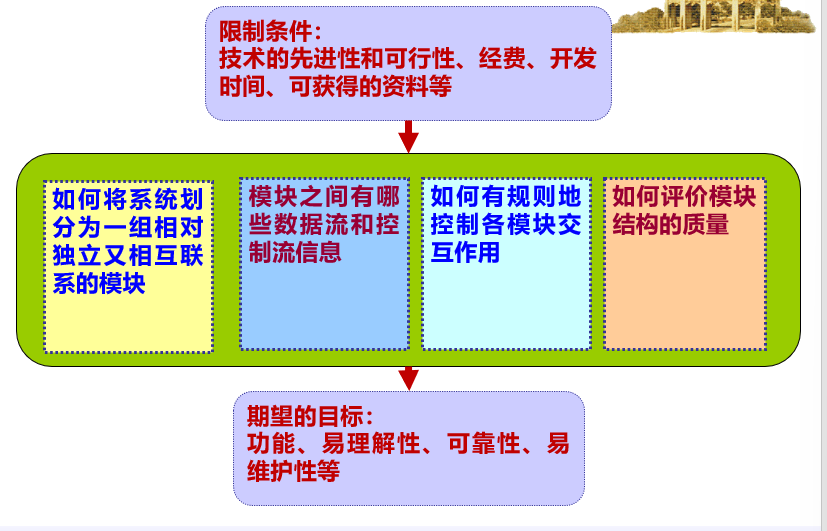 限制条件：
技术的先进性和可行性、经费、开发
时间、可获得的资料等
如何将系统划
分为一组相对
独立又相互联
系的模块
模块之间有哪
些数据流和控
制流信息
如何有规则地
控制各模块交
互作用
如何评价模块
结构的质量
期望的目标：
功能、易理解性、可靠性、易
维护性等